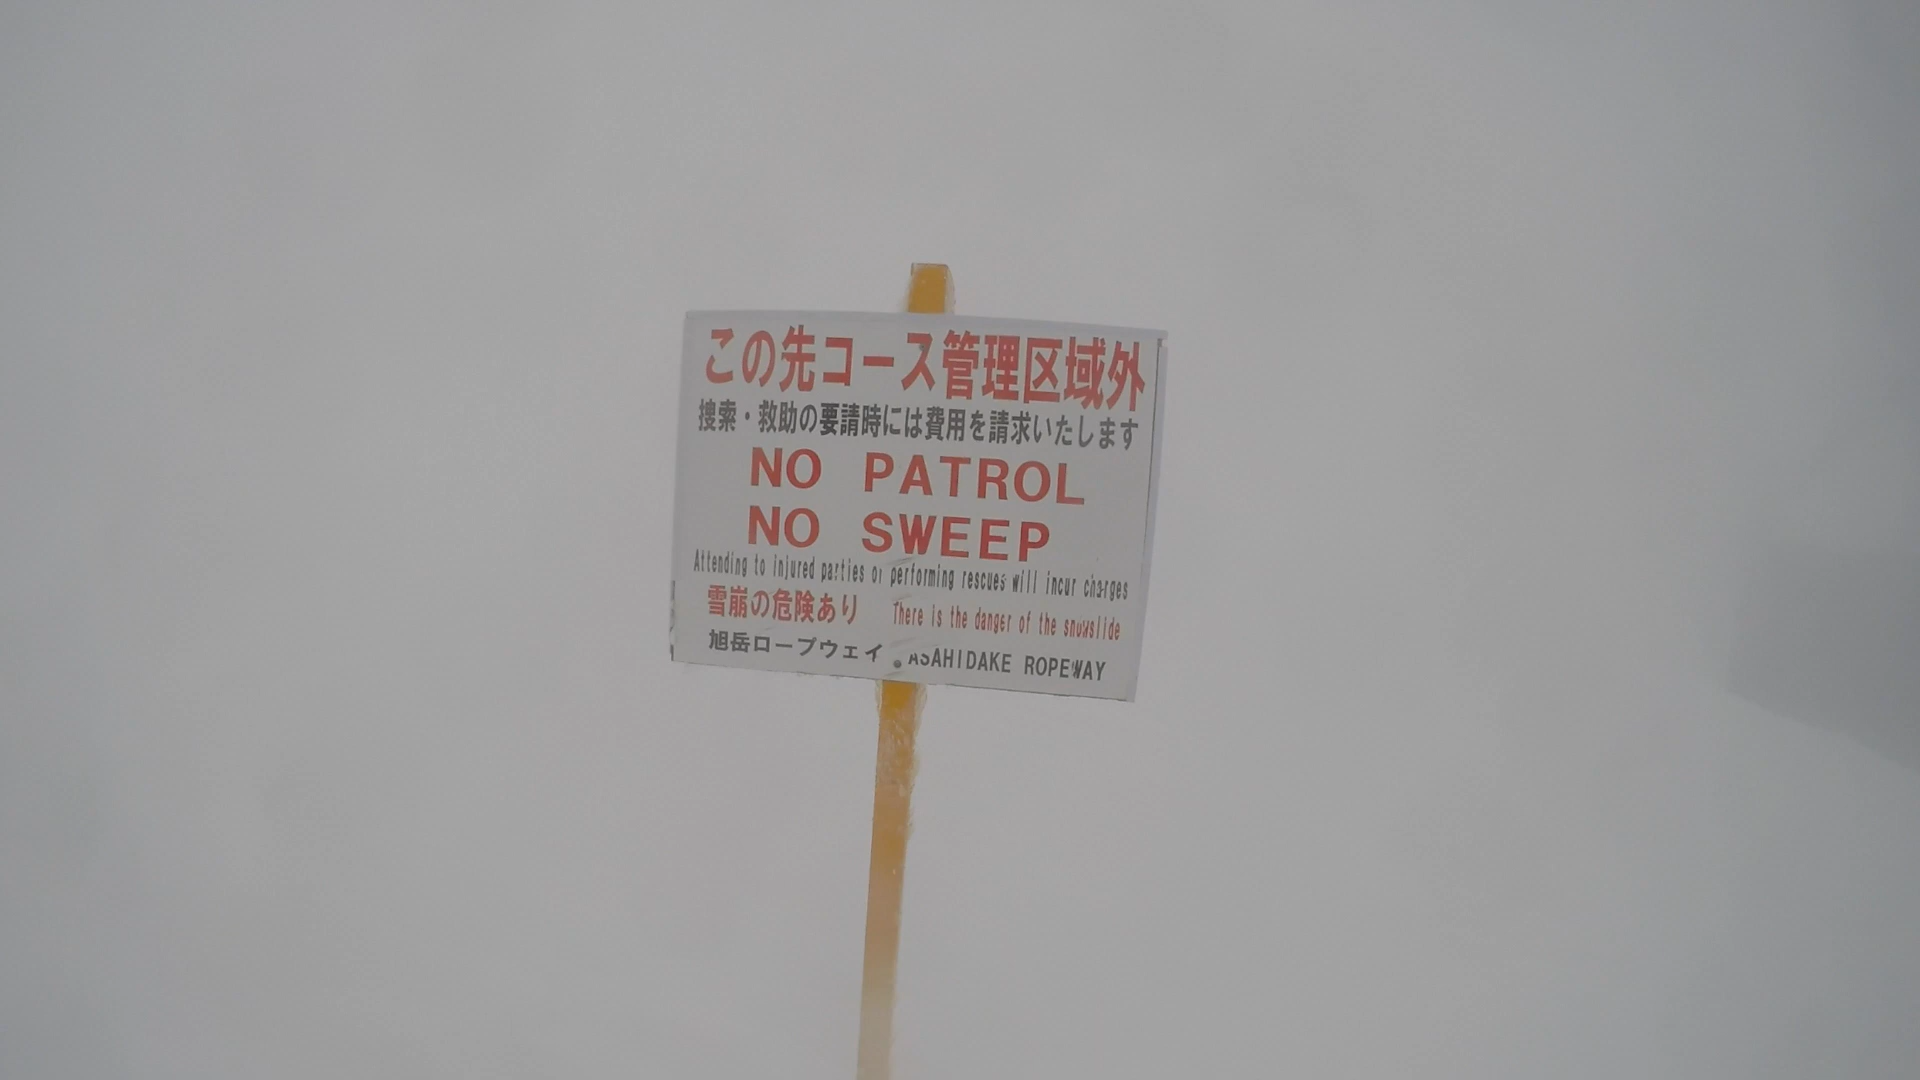 この先コース管理区域外
捜索・救助の要請時には費用を請求いたします
NO PATROL
NO SWEEP
Attending to injured parties or performing rescues will incur charges
雪崩の危険あり There is the danger of the snowslide
旭岳ロープウェイ ASAHIDAKE ROPEWAY